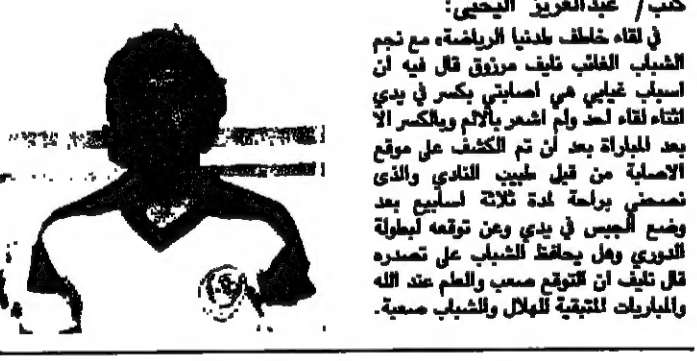 كتب/ عبدالعزيز اليحيى:
في لقاء خاطف لدنيا الرياضة، مع نجم
الشباب الغائب نايف مرزوق قال فيه ان
اسباب غيابي هي اصابتي بكسر في يدي
اثناء لقاء احد ولم اشعر بالالم وبالكسر الا
بعد المباراة بعد أن تم الكشف على موقع
الاصابة من قبل طبيب النادي والذى
نصحني براحة لمدة ثلاثة اسابيع بعد
وضع الجبس في يدي وعن توقعه لبطولة
الدوري وهل يحافظ الشباب على تصدره
قال نايف ان التوقع صعب والعلم عند الله
والمباريات المتبقية للهلال والشباب صعبة.